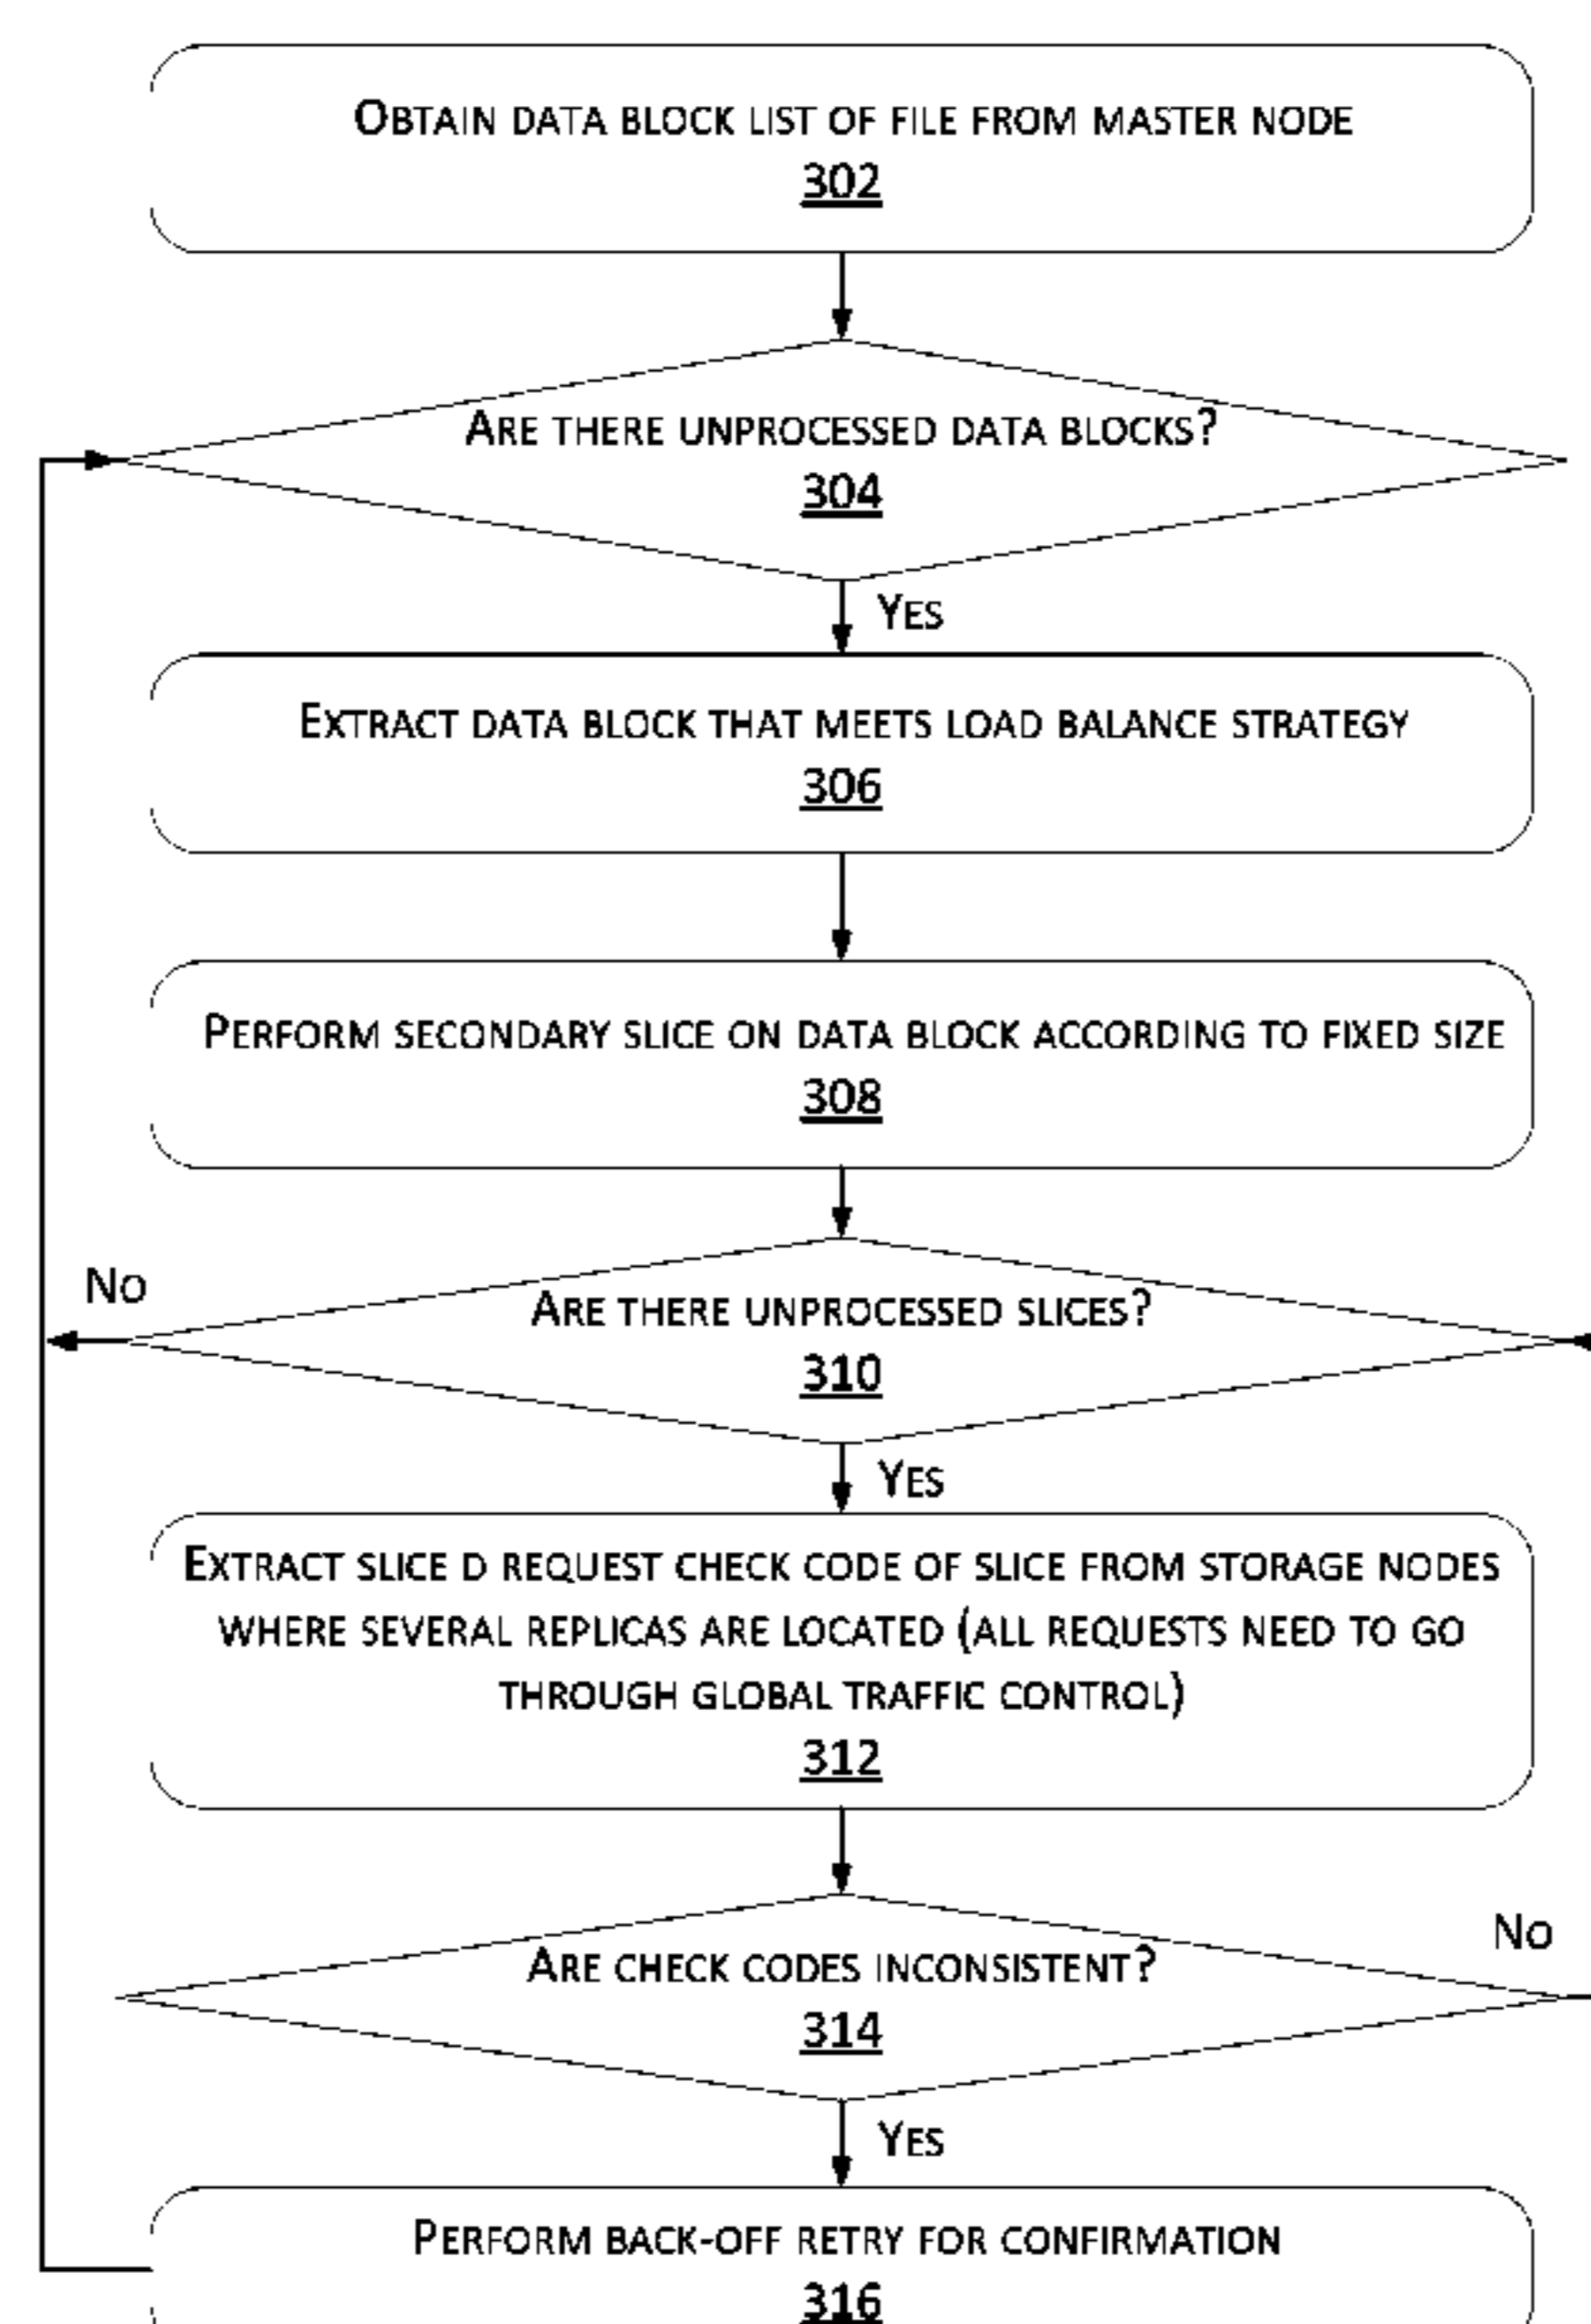 OBTAIN DATA BLOCK LIST OF FILE FROM MASTER NODE
302
ARE THERE UNPROCESSED DATA BLOCKS?
304
YES
EXTRACT DATA BLOCK THAT MEETS LOAD BALANCE STRATEGY
306
PERFORM SECONDARY SLICE ON DATA BLOCK ACCORDING TO FIXED SIZE
308
NO
ARE THERE UNPROCESSED SLICES?
310
YES
EXTRACT SLICE D REQUEST CHECK CODE OF SLICE FROM STORAGE NODES
WHERE SEVERAL REPLICAS ARE LOCATED (ALL REQUESTS NEED TO GO
THROUGH GLOBAL TRAFFIC CONTROL)
312
NO
ARE CHECK CODES INCONSISTENT?
314
YES
PERFORM BACK-OFF RETRY FOR CONFIRMATION
316